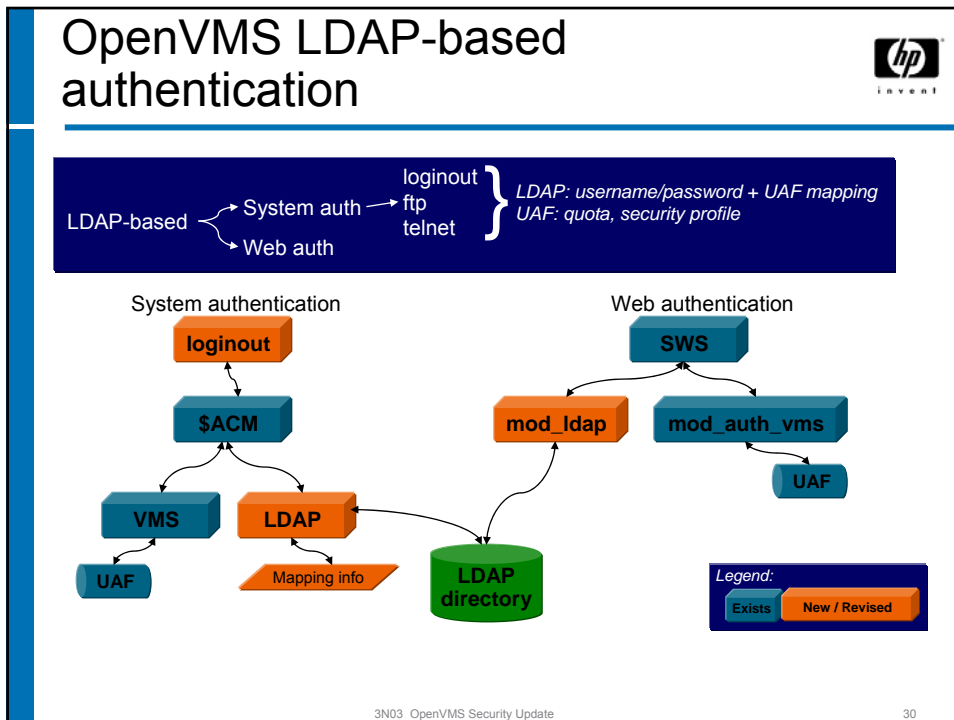 OpenVMS LDAP-based
authentication
hp
invent
LDAP-based
System auth
Web auth
loginout
ftp
telnet
}
LDAP: username/password + UAF mapping
UAF: quota, security profile
System authentication
Web authentication
loginout
SWS
$ACM
mod_ldap
mod_auth_vms
VMS
LDAP
UAF
UAF
Mapping info
LDAP
directory
Legend:
Exists
New / Revised
3N03 OpenVMS Security Update
30